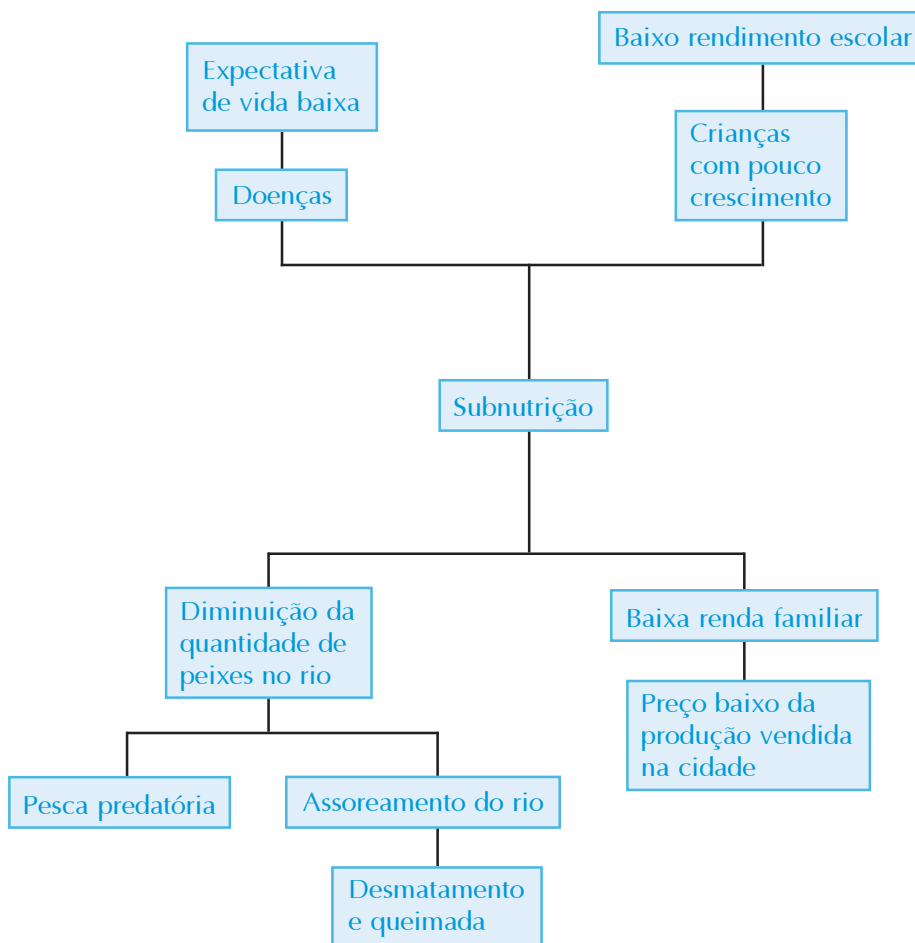 Baixo rendimento escolar
Expectativa
de vida baixa
Crianças
com pouco
crescimento
Doenças
Subnutrição
Diminuição da
quantidade de
peixes no rio
Baixa renda familiar
Preço baixo da
produção vendida
na cidade
Pesca predatória
Assoreamento do rio
Desmatamento
e queimada